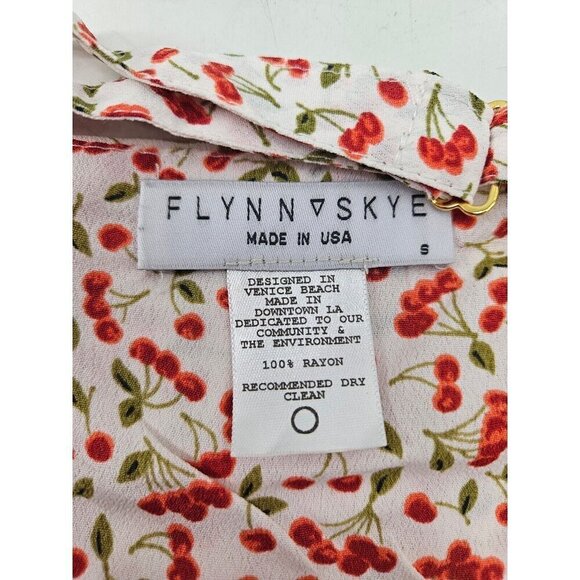 FLYNN▽SKYE
MADE IN USA
S
DESIGNED IN
VENICE BEACH
MADE IN
DOWNTOWN LA
DEDICATED TO OUR
COMMUNITY &
THE ENVIRONMENT
100% RAYON
RECOMMENDED DRY
CLEAN